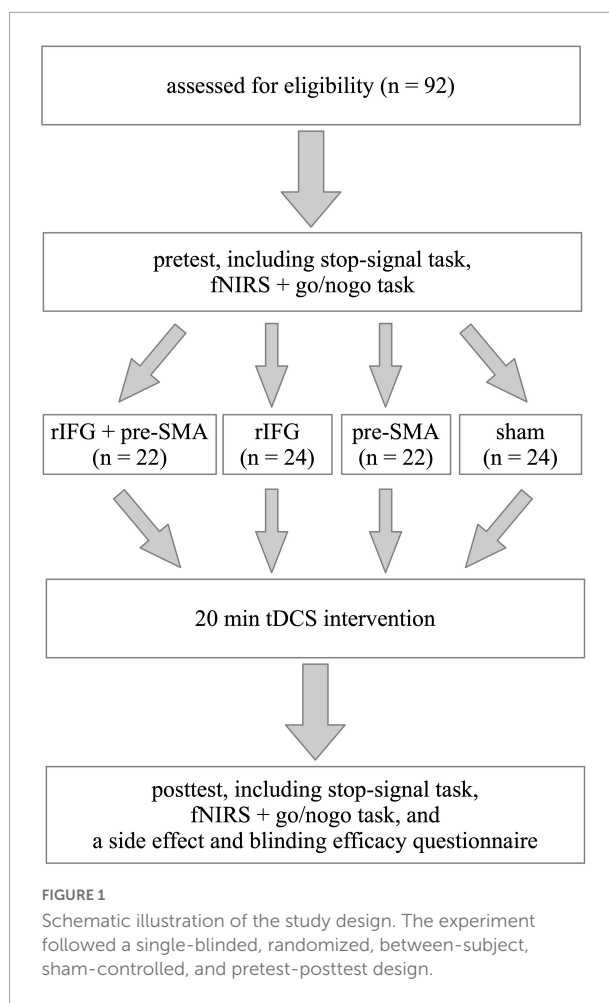 assessed for eligibility (n = 92)
pretest, including stop-signal task,
fNIRS + go/nogo task
rIFG + pre-SMA
(n = 22)
rIFG
(n = 24)
pre-SMA
(n = 22)
sham
(n = 24)
20 min tDCS intervention
posttest, including stop-signal task,
fNIRS + go/nogo task, and
a side effect and blinding efficacy questionnaire
FIGURE 1
Schematic illustration of the study design. The experiment
followed a single-blinded, randomized, between-subject,
sham-controlled, and pretest-posttest design.